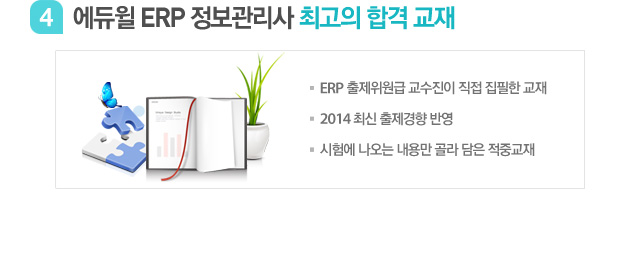 4 에듀윌 ERP 정보관리사 최고의 합격 교재
ERP 출제위원급 교수진이 직접 집필한 교재
2014 최신 출제경향 반영
시험에 나오는 내용만 골라 담은 적중교재